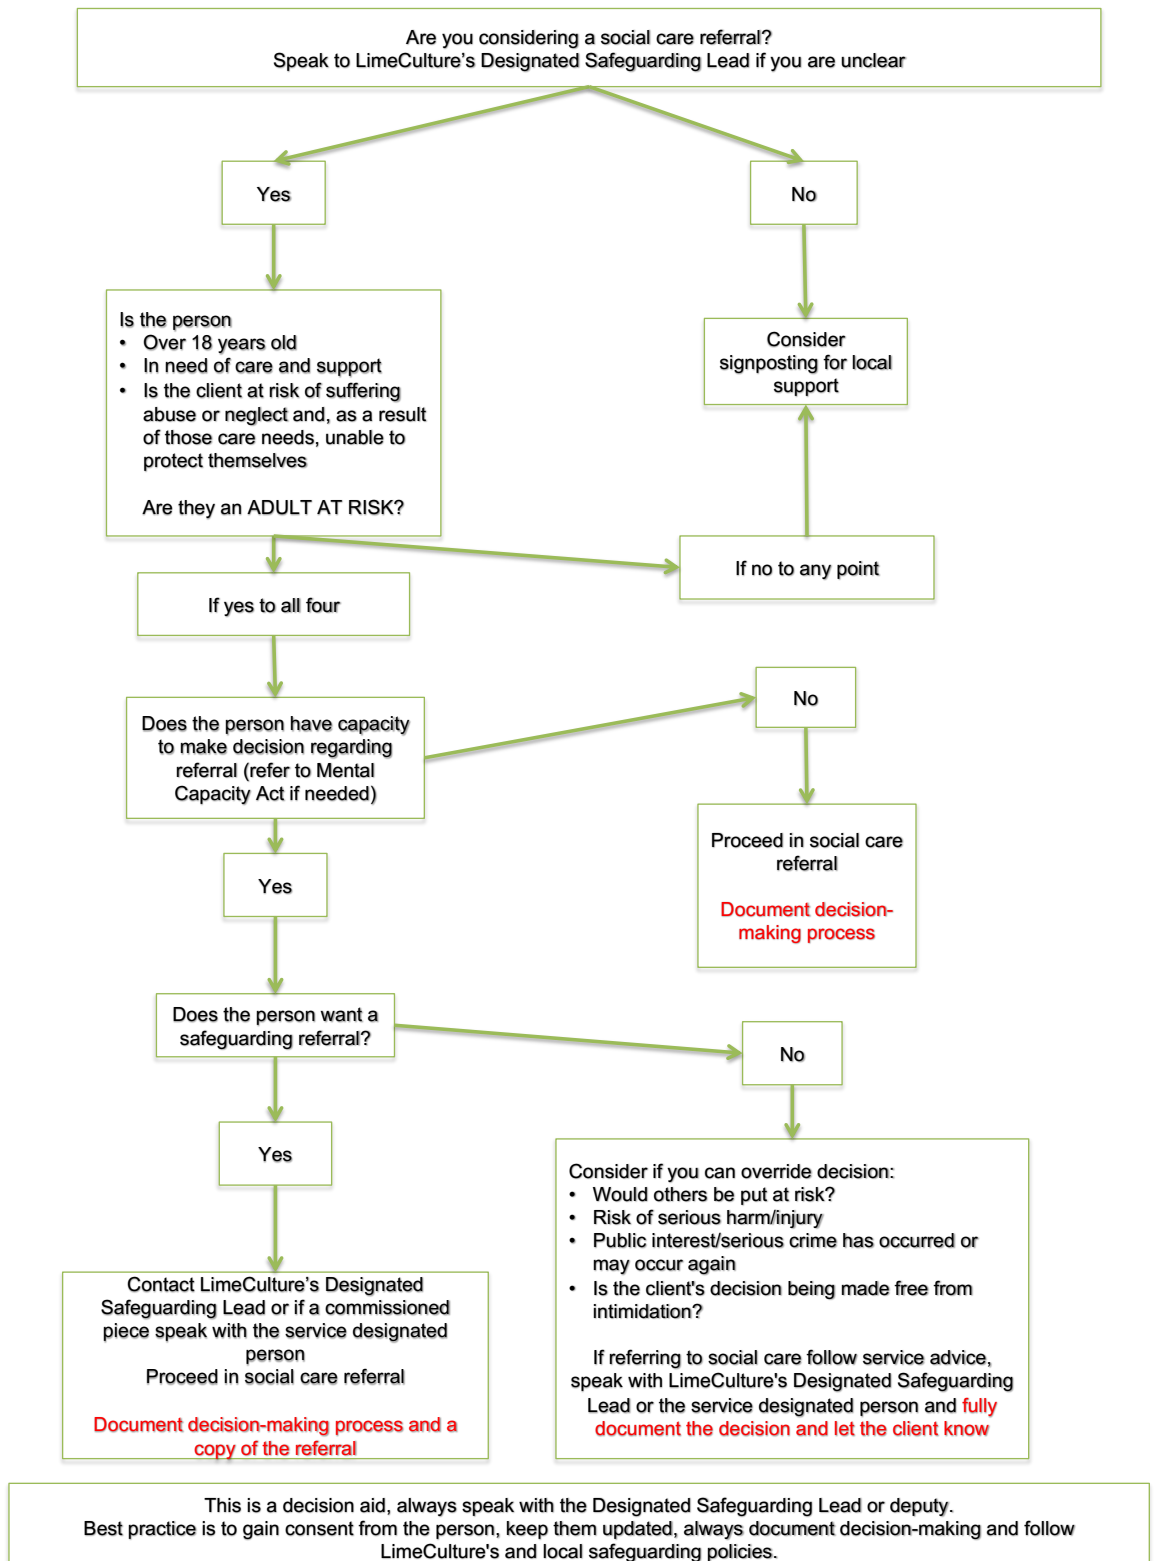 Are you considering a social care referral?
Speak to LimeCulture's Designated Safeguarding Lead if you are unclear
Yes
No
Is the person
• Over 18 years old
• In need of care and support
• Is the client at risk of suffering
abuse or neglect and, as a result
of those care needs, unable to
protect themselves
Are they an ADULT AT RISK?
Consider
signposting for local
support
If no to any point
If yes to all four
Does the person have capacity
to make decision regarding
referral (refer to Mental
Capacity Act if needed)
No
Proceed in social care
referral
Document decision-
making process
Yes
Does the person want a
safeguarding referral?
No
Yes
Contact LimeCulture's Designated
Safeguarding Lead or if a commissioned
piece speak with the service designated
person
Proceed in social care referral
Document decision-making process and a
copy of the referral
Consider if you can override decision:
• Would others be put at risk?
• Risk of serious harm/injury
• Public interest/serious crime has occurred or
may occur again
• Is the client's decision being made free from
intimidation?
If referring to social care follow service advice,
speak with LimeCulture's Designated Safeguarding
Lead or the service designated person and fully
document the decision and let the client know
This is a decision aid, always speak with the Designated Safeguarding Lead or deputy.
Best practice is to gain consent from the person, keep them updated, always document decision-making and follow
LimeCulture's and local safeguarding policies.